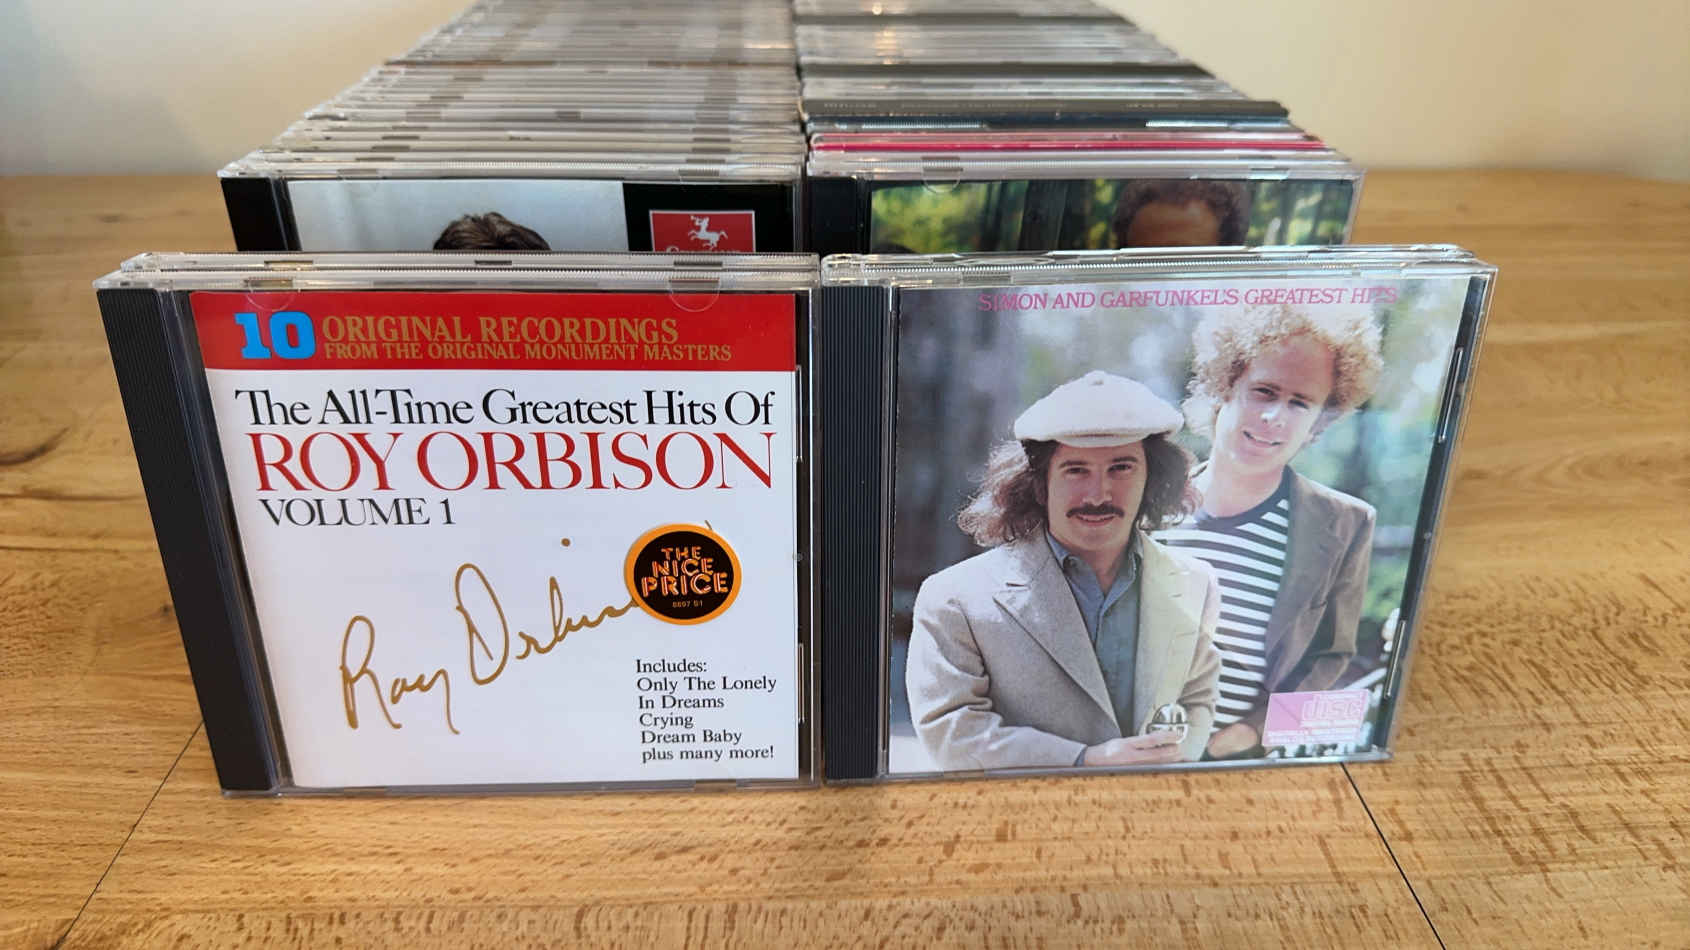 10 ORIGINAL RECORDINGS
FROM THE ORIGINAL MONUMENT MASTERS
The All-Time Greatest Hits Of
ROY ORBISON
VOLUME 1
Roy Orbison
THE
NICE
PRICE
Includes:
Only The Lonely
In Dreams
Crying
Dream Baby
plus many more!
SIMON AND GARFUNKEL'S GREATEST HITS
disc